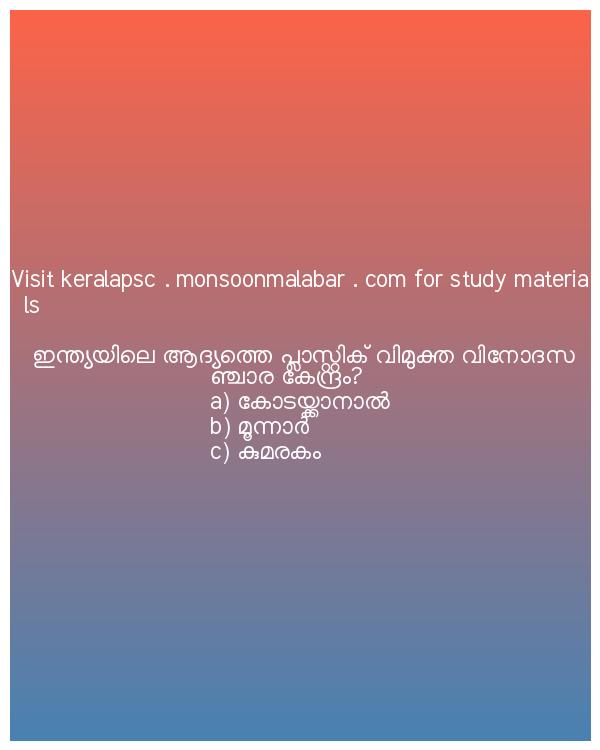 Visit keralapsc . monsoonmalabar . com for study materia
ls
ഇന്ത്യയിലെ ആദ്യത്തെ പ്ലാസ്റ്റിക് വിമുക്ത വിനോദസ
ഞ്ചാര കേന്ദ്രം?
a) കോടയ്ക്കാനാൽ
b) മൂന്നാർ
c) കുമരകം